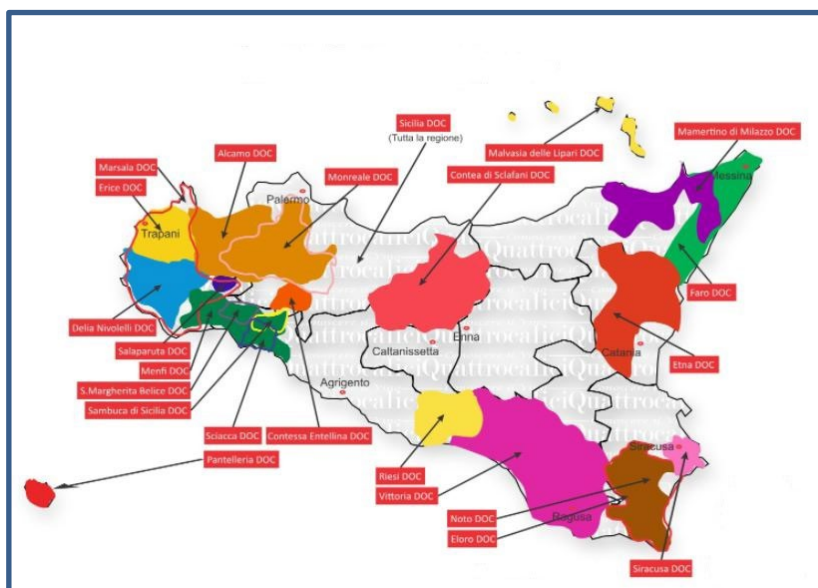 Sicilia DOC
(Tutta la regione)
Mamertino di Milazzo DOC
Alcamo DOC
Malvasia delle Lipari DOC
Marsala DOC
Monreale DOC
Contea di Sclafani DOC
Messina
Erice DOC
Palermo
Trapani
QuattrocaliciQuattrocalici
Faro DOC
Delia Nivolelli DOC
Salaparuta DOC
Caltanissetta
Enna
Catania
Menfi DOC
Etna DOC
S.Margherita Belice DOC
Agrigento
Sambuca di Sicilia DOC
Sciacca DOC
Contessa Entellina DOC
Siracusa
Pantelleria DOC
Riesi DOC
Vittoria DOC
Noto DOC
Ragusa
Eloro DOC
Siracusa DOC